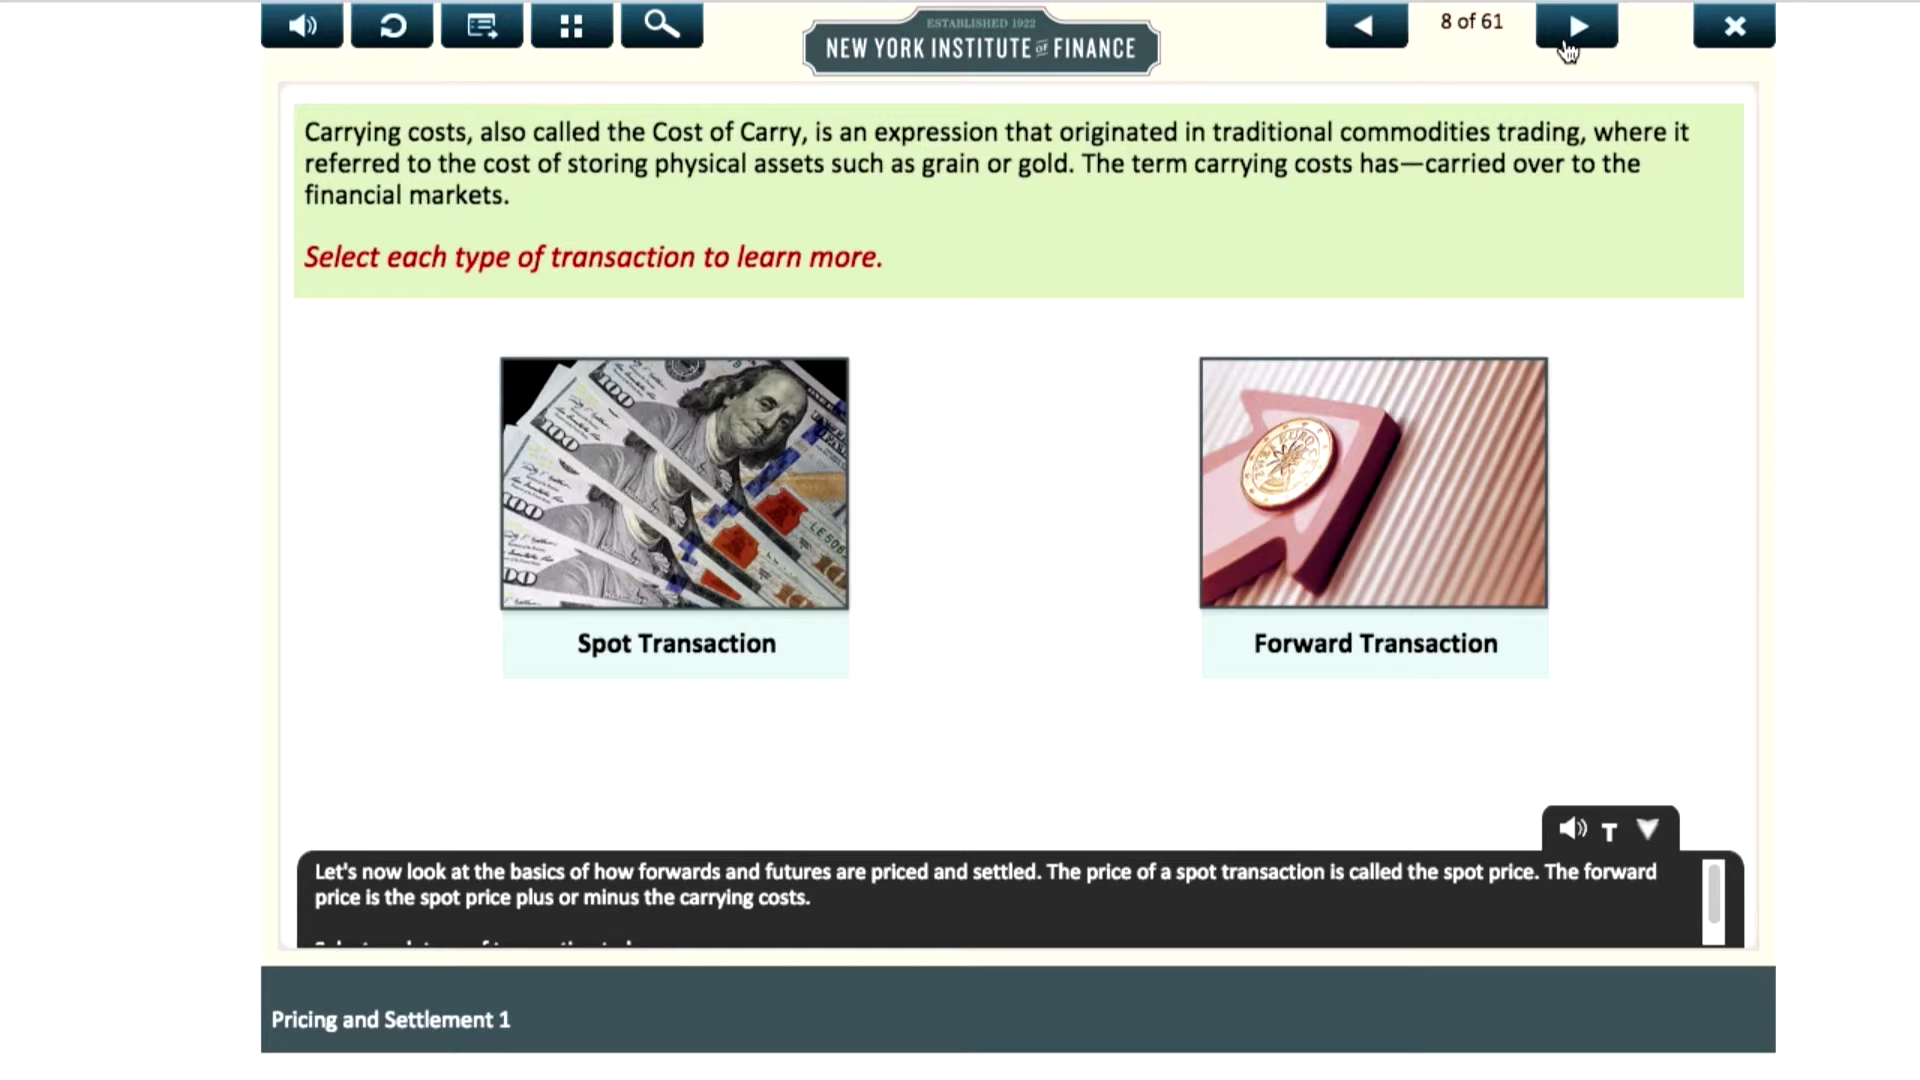 8 of 61
ESTABLISHED 1922
NEW YORK INSTITUTE OF FINANCE
Carrying costs, also called the Cost of Carry, is an expression that originated in traditional commodities trading, where it
referred to the cost of storing physical assets such as grain or gold. The term carrying costs has—carried over to the
financial markets.
Select each type of transaction to learn more.
100
100
100
Spot Transaction
Forward Transaction
T
Let's now look at the basics of how forwards and futures are priced and settled. The price of a spot transaction is called the spot price. The forward
price is the spot price plus or minus the carrying costs.
Pricing and Settlement 1